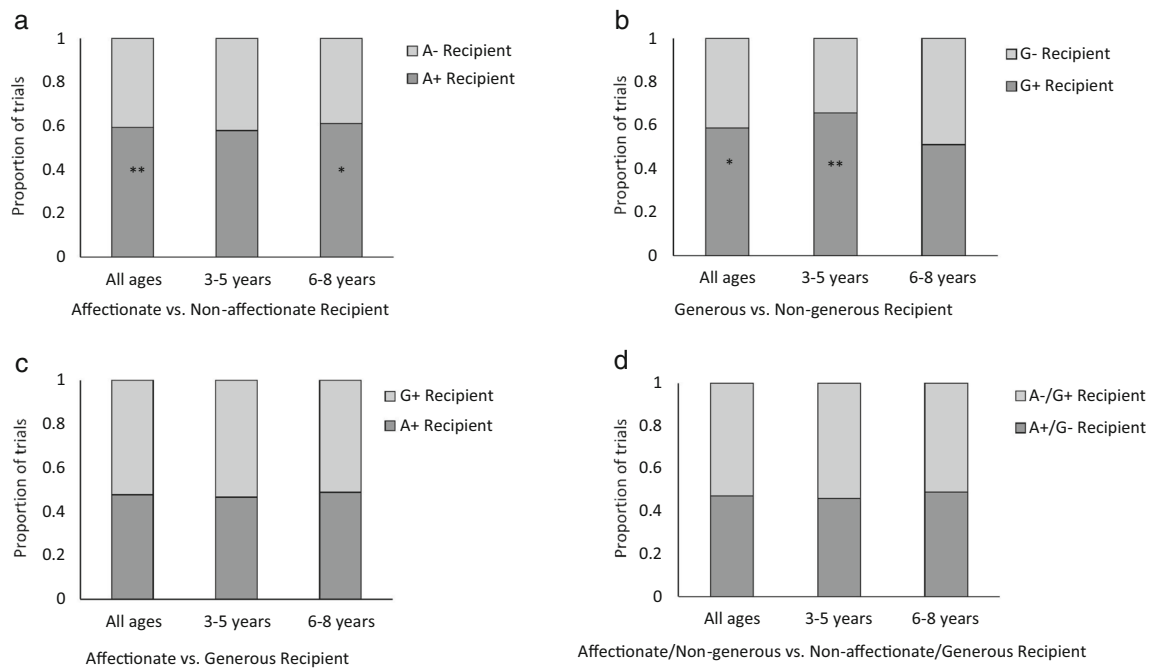 a
Proportion of trials
1
0.8
0.6
0.4
0.2
0
**
*
All ages 3-5 years 6-8 years
Affectionate vs. Non-affectionate Recipient
A- Recipient
A+ Recipient
b
Proportion of trials
1
0.8
0.6
0.4
0.2
0
*
**
All ages 3-5 years 6-8 years
Generous vs. Non-generous Recipient
G- Recipient
G+ Recipient
c
Proportion of trials
1
0.8
0.6
0.4
0.2
0
All ages 3-5 years 6-8 years
Affectionate vs. Generous Recipient
G+ Recipient
A+ Recipient
d
Proportion of trials
1
0.8
0.6
0.4
0.2
0
All ages 3-5 years 6-8 years
Affectionate/Non-generous vs. Non-affectionate/Generous Recipient
A-/G+ Recipient
A+/G- Recipient